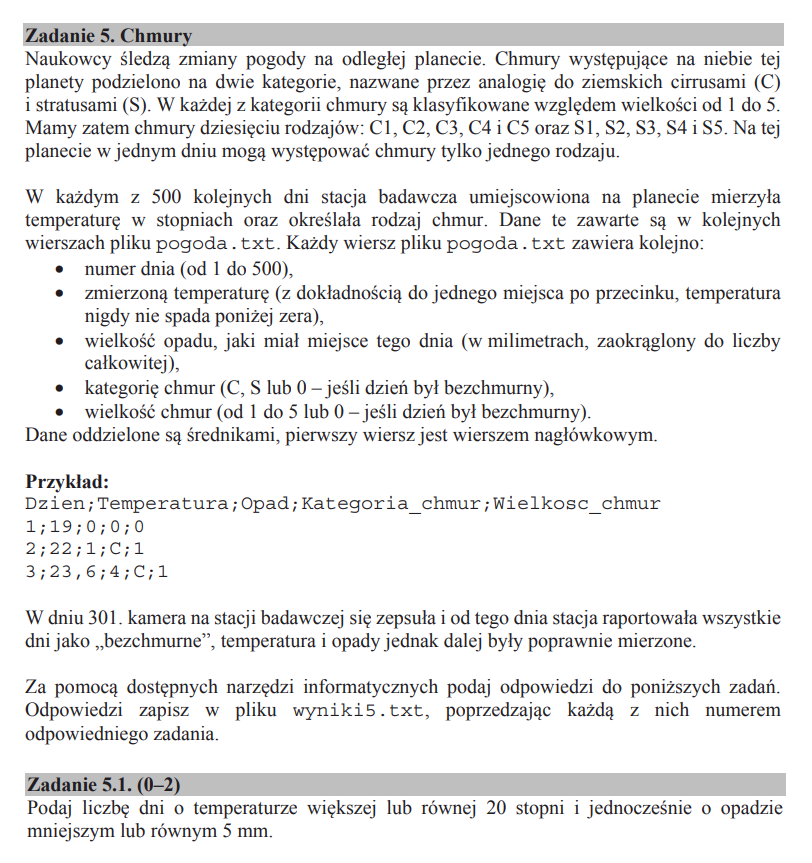 Zadanie 5. Chmury
Naukowcy śledzą zmiany pogody na odległej planecie. Chmury występujące na niebie tej
planety podzielono na dwie kategorie, nazwane przez analogię do ziemskich cirrusami (C)
i stratusami (S). W każdej z kategorii chmury są klasyfikowane względem wielkości od 1 do 5.
Mamy zatem chmury dziesięciu rodzajów: C1, C2, C3, C4 i C5 oraz S1, S2, S3, S4 i S5. Na tej
planecie w jednym dniu mogą występować chmury tylko jednego rodzaju.
W każdym z 500 kolejnych dni stacja badawcza umiejscowiona na planecie mierzyła
temperaturę w stopniach oraz określała rodzaj chmur. Dane te zawarte są w kolejnych
wierszach pliku pogoda.txt. Każdy wiersz pliku pogoda.txt zawiera kolejno:
• numer dnia (od 1 do 500),
• zmierzoną temperaturę (z dokładnością do jednego miejsca po przecinku, temperatura
nigdy nie spada poniżej zera),
• wielkość opadu, jaki miał miejsce tego dnia (w milimetrach, zaokrąglony do liczby
całkowitej),
• kategorię chmur (C, S lub 0 – jeśli dzień był bezchmurny),
• wielkość chmur (od 1 do 5 lub 0 – jeśli dzień był bezchmurny).
Dane oddzielone są średnikami, pierwszy wiersz jest wierszem nagłówkowym.
Przykład:
Dzien;Temperatura;Opad;Kategoria_chmur;Wielkosc_chmur
1;19;0;0;0
2;22;1;C;1
3;23,6;4;C;1
W dniu 301. kamera na stacji badawczej się zepsuła i od tego dnia stacja raportowała wszystkie
dni jako „bezchmurne”, temperatura i opady jednak dalej były poprawnie mierzone.
Za pomocą dostępnych narzędzi informatycznych podaj odpowiedzi do poniższych zadań.
Odpowiedzi zapisz w pliku wyniki5.txt, poprzedzając każdą z nich numerem
odpowiedniego zadania.
Zadanie 5.1. (0–2)
Podaj liczbę dni o temperaturze większej lub równej 20 stopni i jednocześnie o opadzie
mniejszym lub równym 5 mm.